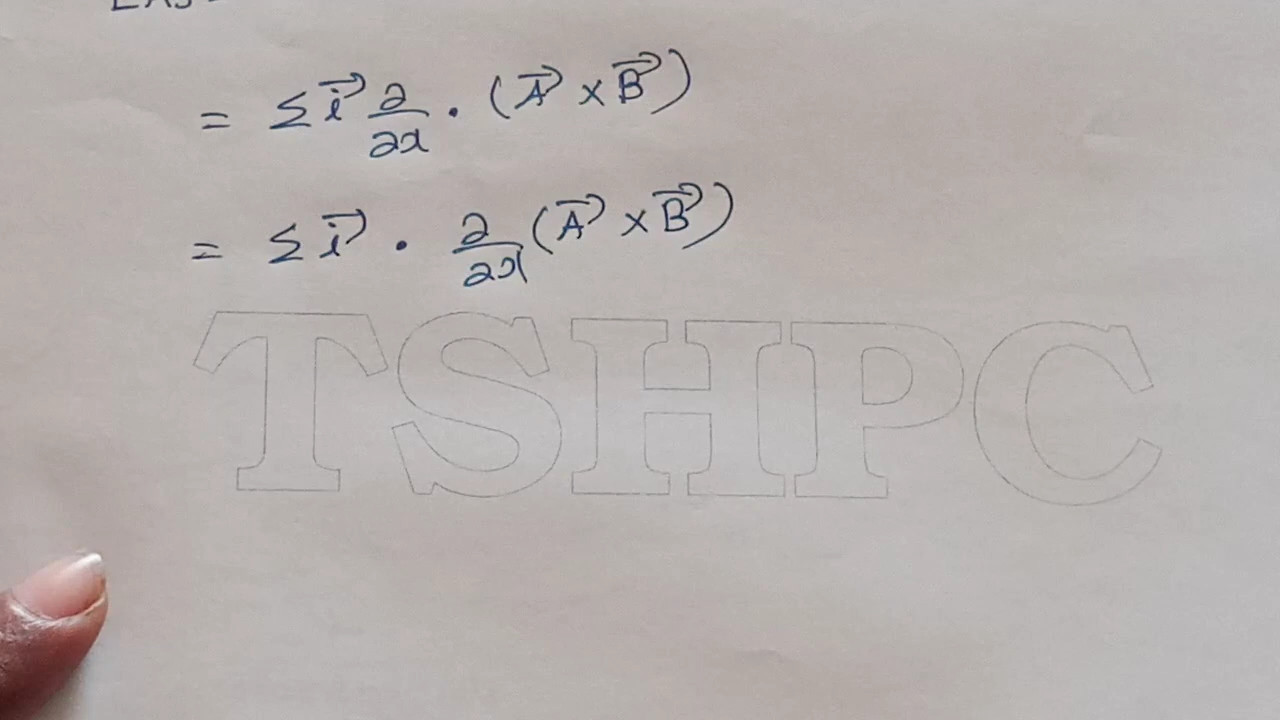 = Σ i⃗ ∂/∂x · (A⃗ × B⃗)
= Σ i⃗ · ∂/∂x (A⃗ × B⃗)
TSHPC